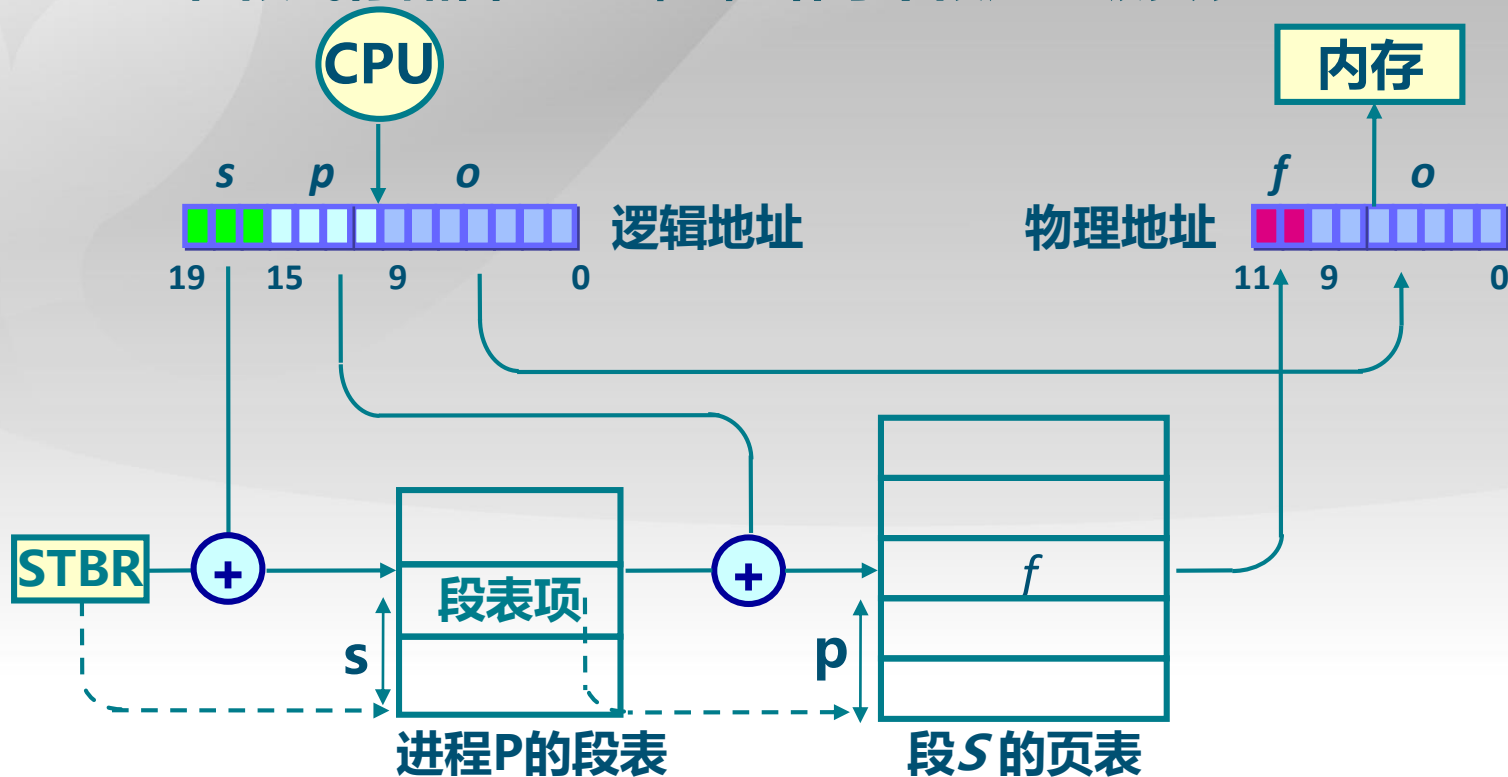 CPU
内存
s p o
f o
逻辑地址
物理地址
19 15 9 0
11 9 0
STBR
+
+
段表项
f
s
p
进程P的段表
段S 的页表